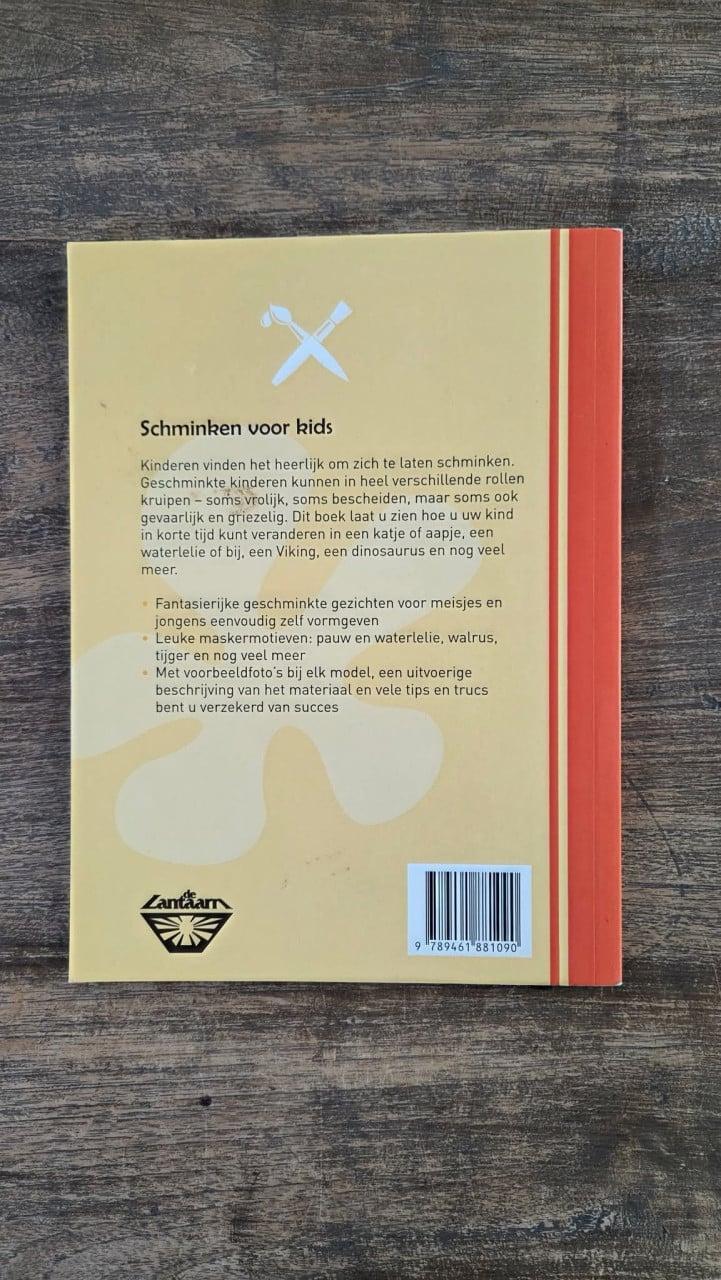 Schminken voor kids
Kinderen vinden het heerlijk om zich te laten schminken.
Geschminkte kinderen kunnen in heel verschillende rollen
kruipen – soms vrolijk, soms bescheiden, maar soms ook
gevaarlijk en griezelig. Dit boek laat u zien hoe u uw kind
in korte tijd kunt veranderen in een katje of aapje, een
waterlelie of bij, een Viking, een dinosaurus en nog veel
meer.
• Fantasierijke geschminkte gezichten voor meisjes en
jongens eenvoudig zelf vormgeven
• Leuke maskermotieven: pauw en waterlelie, walrus,
tijger en nog veel meer
• Met voorbeeldfoto's bij elk model, een uitvoerige
beschrijving van het materiaal en vele tips en trucs
bent u verzekerd van succes
de
Lantaarn
9 789461 881090